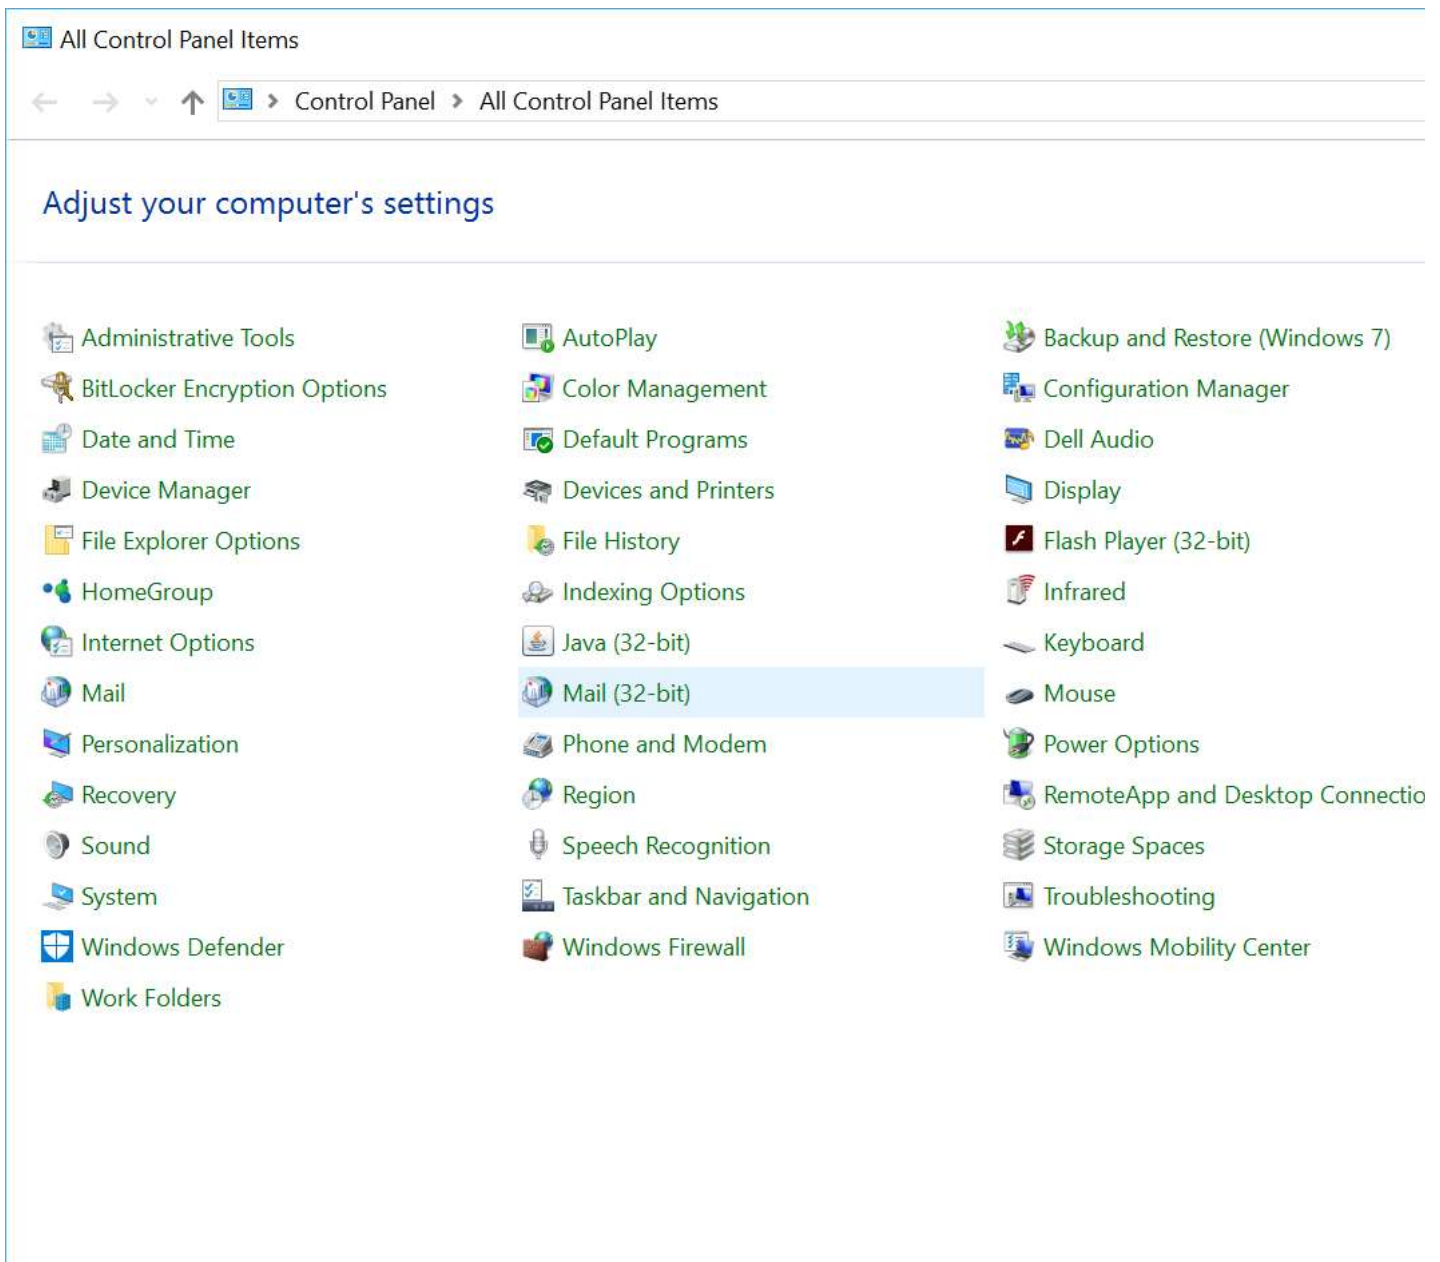 All Control Panel Items
Control Panel > All Control Panel Items
Adjust your computer's settings
Administrative Tools
AutoPlay
Backup and Restore (Windows 7)
BitLocker Encryption Options
Color Management
Configuration Manager
Date and Time
Default Programs
Dell Audio
Device Manager
Devices and Printers
Display
File Explorer Options
File History
Flash Player (32-bit)
HomeGroup
Indexing Options
Infrared
Internet Options
Java (32-bit)
Keyboard
Mail
Mail (32-bit)
Mouse
Personalization
Phone and Modem
Power Options
Recovery
Region
RemoteApp and Desktop Connectio
Sound
Speech Recognition
Storage Spaces
System
Taskbar and Navigation
Troubleshooting
Windows Defender
Windows Firewall
Windows Mobility Center
Work Folders